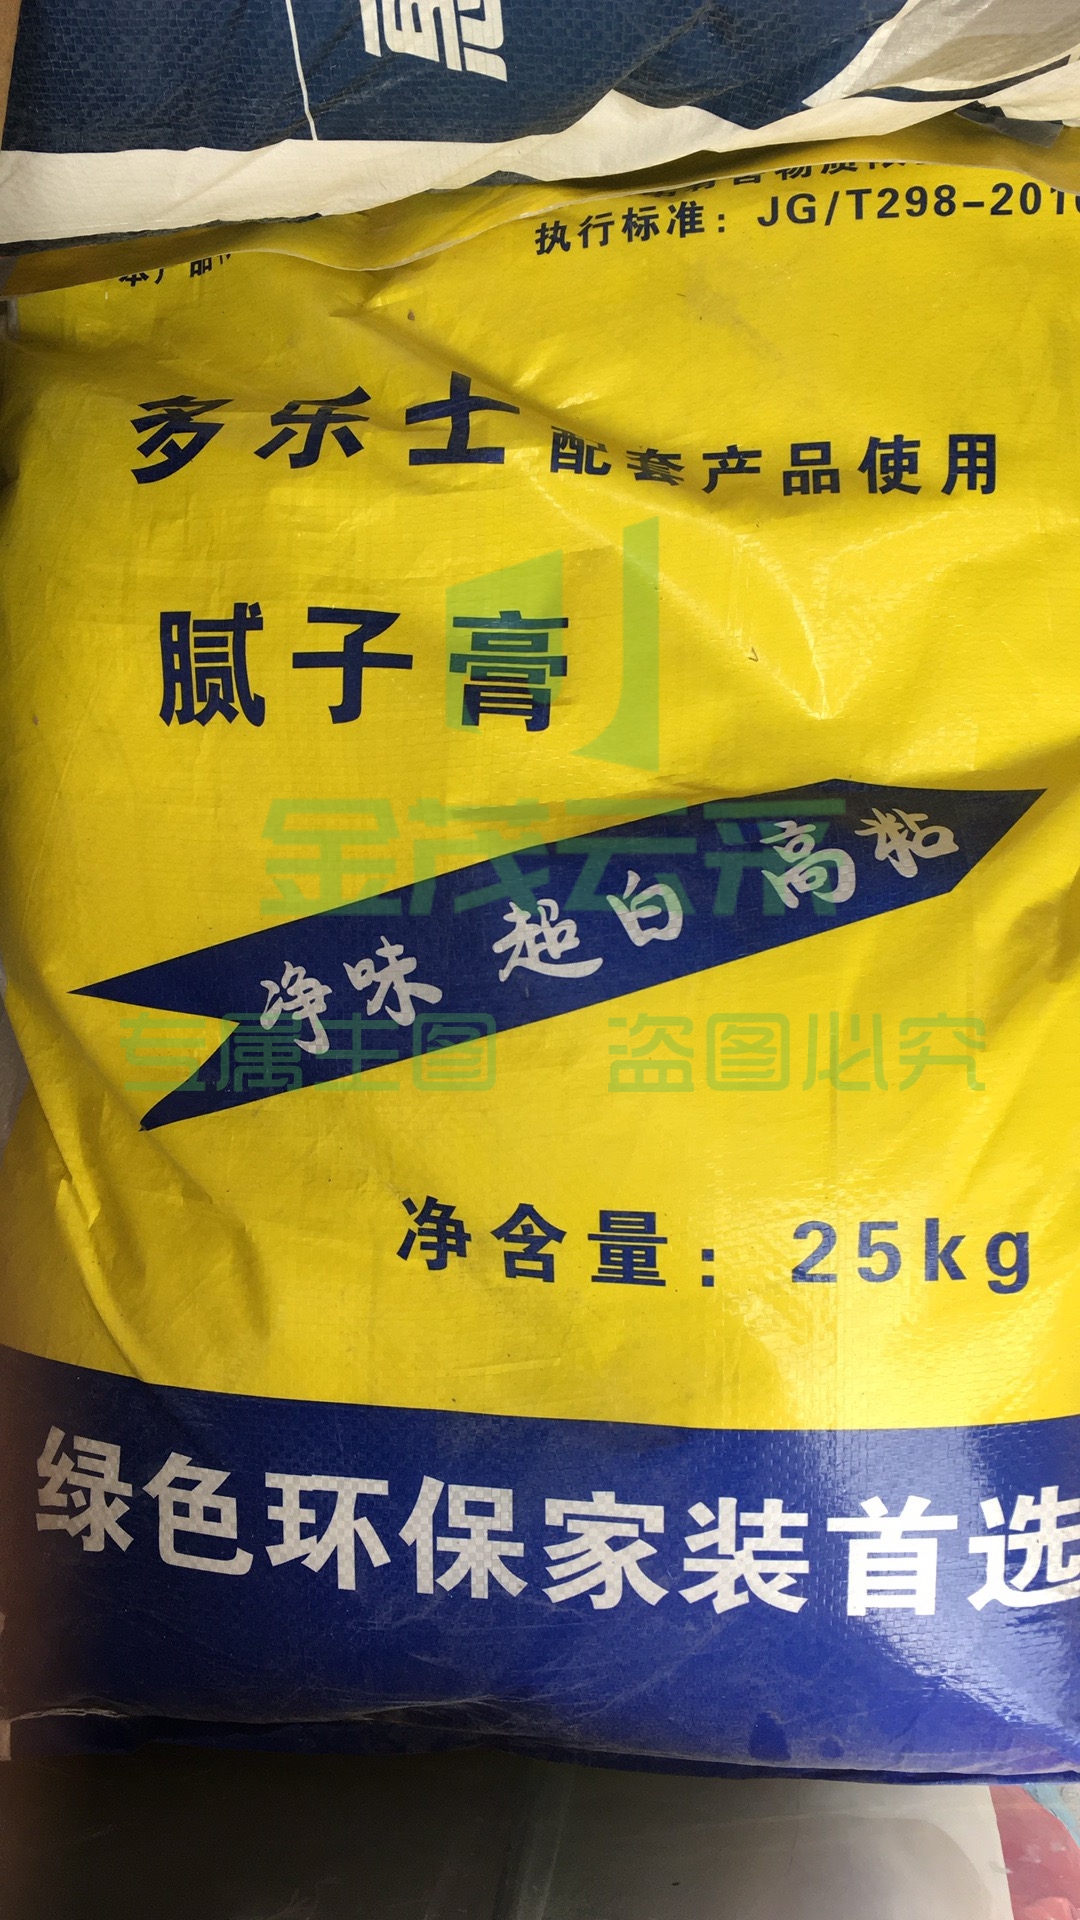 执行标准：JG/T298-201
多乐士配套产品使用
腻子膏
金茂云采
净味 超白 高粘
专属主图 盗图必究
净含量：25kg
绿色环保家装首选